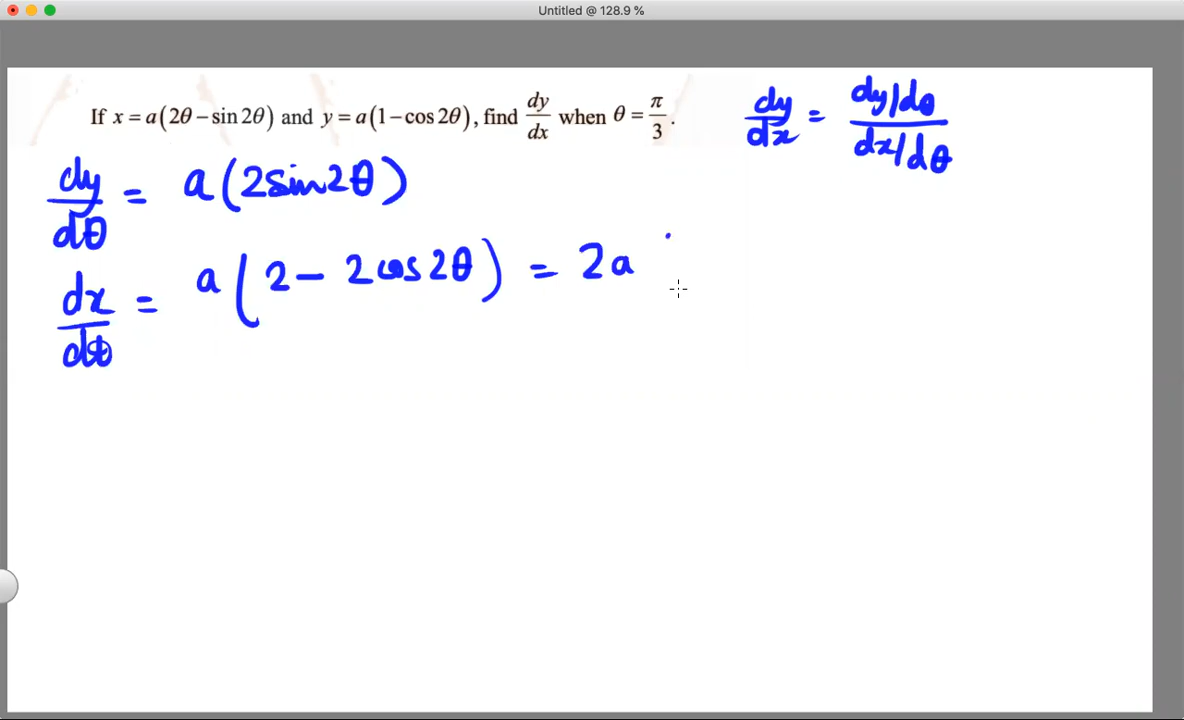 Untitled @ 128.9 %
If x = a(2θ − sin 2θ) and y = a(1 − cos 2θ), find dy/dx when θ = π/3.
dy/dx = (dy/dθ)/(dx/dθ)
dy/dθ = a(2sin2θ)
dx/dθ = a(2 − 2cos2θ) = 2a